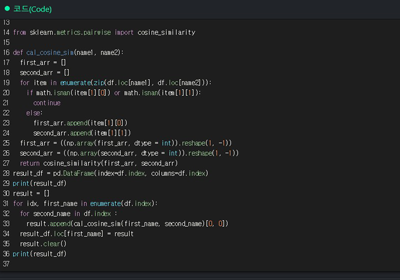 코드(Code)
13
14 from sklearn.metrics.pairwise import cosine_similarity
15
16 def cal_cosine_sim(name1, name2):
17 first_arr = []
18 second_arr = []
19 for item in enumerate(zip(df.loc[name1], df.loc[name2])):
20 if math.isnan(item[1][0]) or math.isnan(item[1][1]):
21 continue
22 else:
23 first_arr.append(item[1][0])
24 second_arr.append(item[1][1])
25 first_arr = ((np.array(first_arr, dtype = int)).reshape(1, -1))
26 second_arr = ((np.array(second_arr, dtype = int)).reshape(1, -1))
27 return cosine_similarity(first_arr, second_arr)
28 result_df = pd.DataFrame(index=df.index, columns=df.index)
29 print(result_df)
30 result = []
31 for idx, first_name in enumerate(df.index):
32 for second_name in df.index :
33 result.append(cal_cosine_sim(first_name, second_name)[0, 0])
34 result_df.loc[first_name] = result
35 result.clear()
36 print(result_df)
37